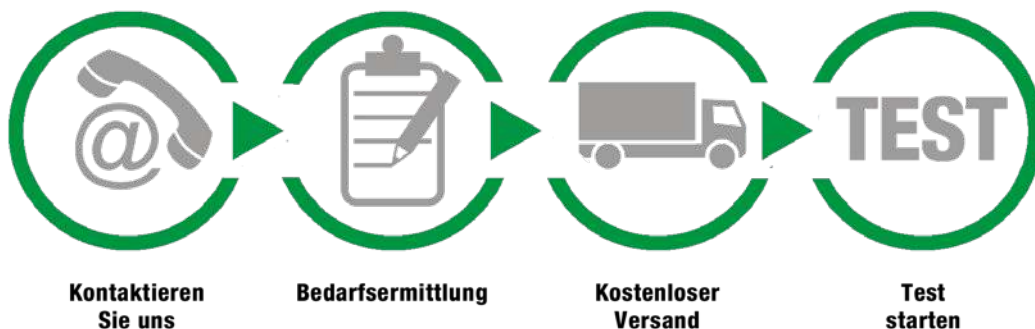 @
TEST
Kontaktieren
Sie uns
Bedarfsermittlung
Kostenloser
Versand
Test
starten